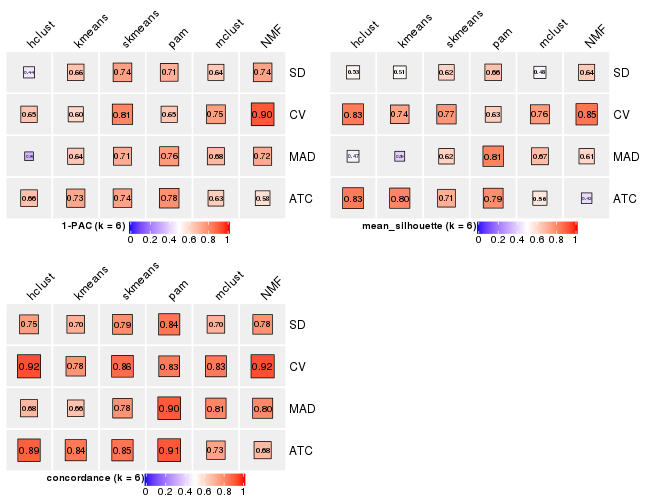 hclust kmeans skmeans pam mclust NMF
0.44 0.66 0.74 0.71 0.64 0.74 SD
0.65 0.60 0.81 0.65 0.75 0.90 CV
0.64 0.71 0.76 0.68 0.72 MAD
0.66 0.73 0.74 0.78 0.63 0.58 ATC
1-PAC (k = 6)
0 0.2 0.4 0.6 0.8 1
hclust kmeans skmeans pam mclust NMF
0.53 0.51 0.62 0.66 0.48 0.64 SD
0.83 0.74 0.77 0.63 0.76 0.85 CV
0.47 0.62 0.81 0.67 0.61 MAD
0.83 0.80 0.71 0.79 0.56 ATC
mean_silhouette (k = 6)
0 0.2 0.4 0.6 0.8 1
hclust kmeans skmeans pam mclust NMF
0.75 0.70 0.79 0.84 0.70 0.78 SD
0.92 0.78 0.86 0.83 0.83 0.92 CV
0.68 0.66 0.78 0.90 0.81 0.80 MAD
0.89 0.84 0.85 0.91 0.73 0.68 ATC
concordance (k = 6)
0 0.2 0.4 0.6 0.8 1